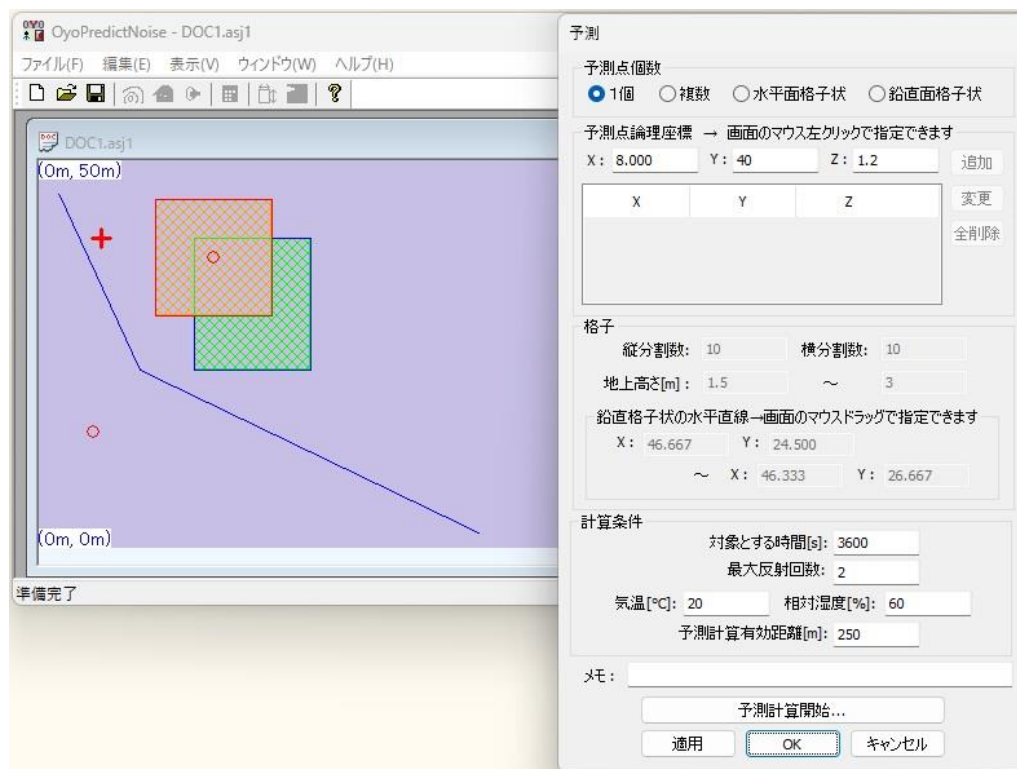 OyoPredictNoise - DOC1.asj1
ファイル(F) 編集(E) 表示(V) ウィンドウ(W) ヘルプ(H)
DOC1.asj1
(0m, 50m)
(0m, 0m)
準備完了
予測
予測点個数
1個 複数 水平面格子状 鉛直面格子状
予測点論理座標 → 画面のマウス左クリックで指定できます
X: 8.000 Y: 40 Z: 1.2 追加
X Y Z 変更
全削除
格子
縦分割数: 10 横分割数: 10
地上高さ[m]: 1.5 ～ 3
鉛直格子状の水平直線→画面のマウスドラッグで指定できます
X: 46.667 Y: 24.500
～ X: 46.333 Y: 26.667
計算条件
対象とする時間[s]: 3600
最大反射回数: 2
気温[°C]: 20 相対湿度[%]: 60
予測計算有効距離[m]: 250
メモ:
予測計算開始...
適用 OK キャンセル